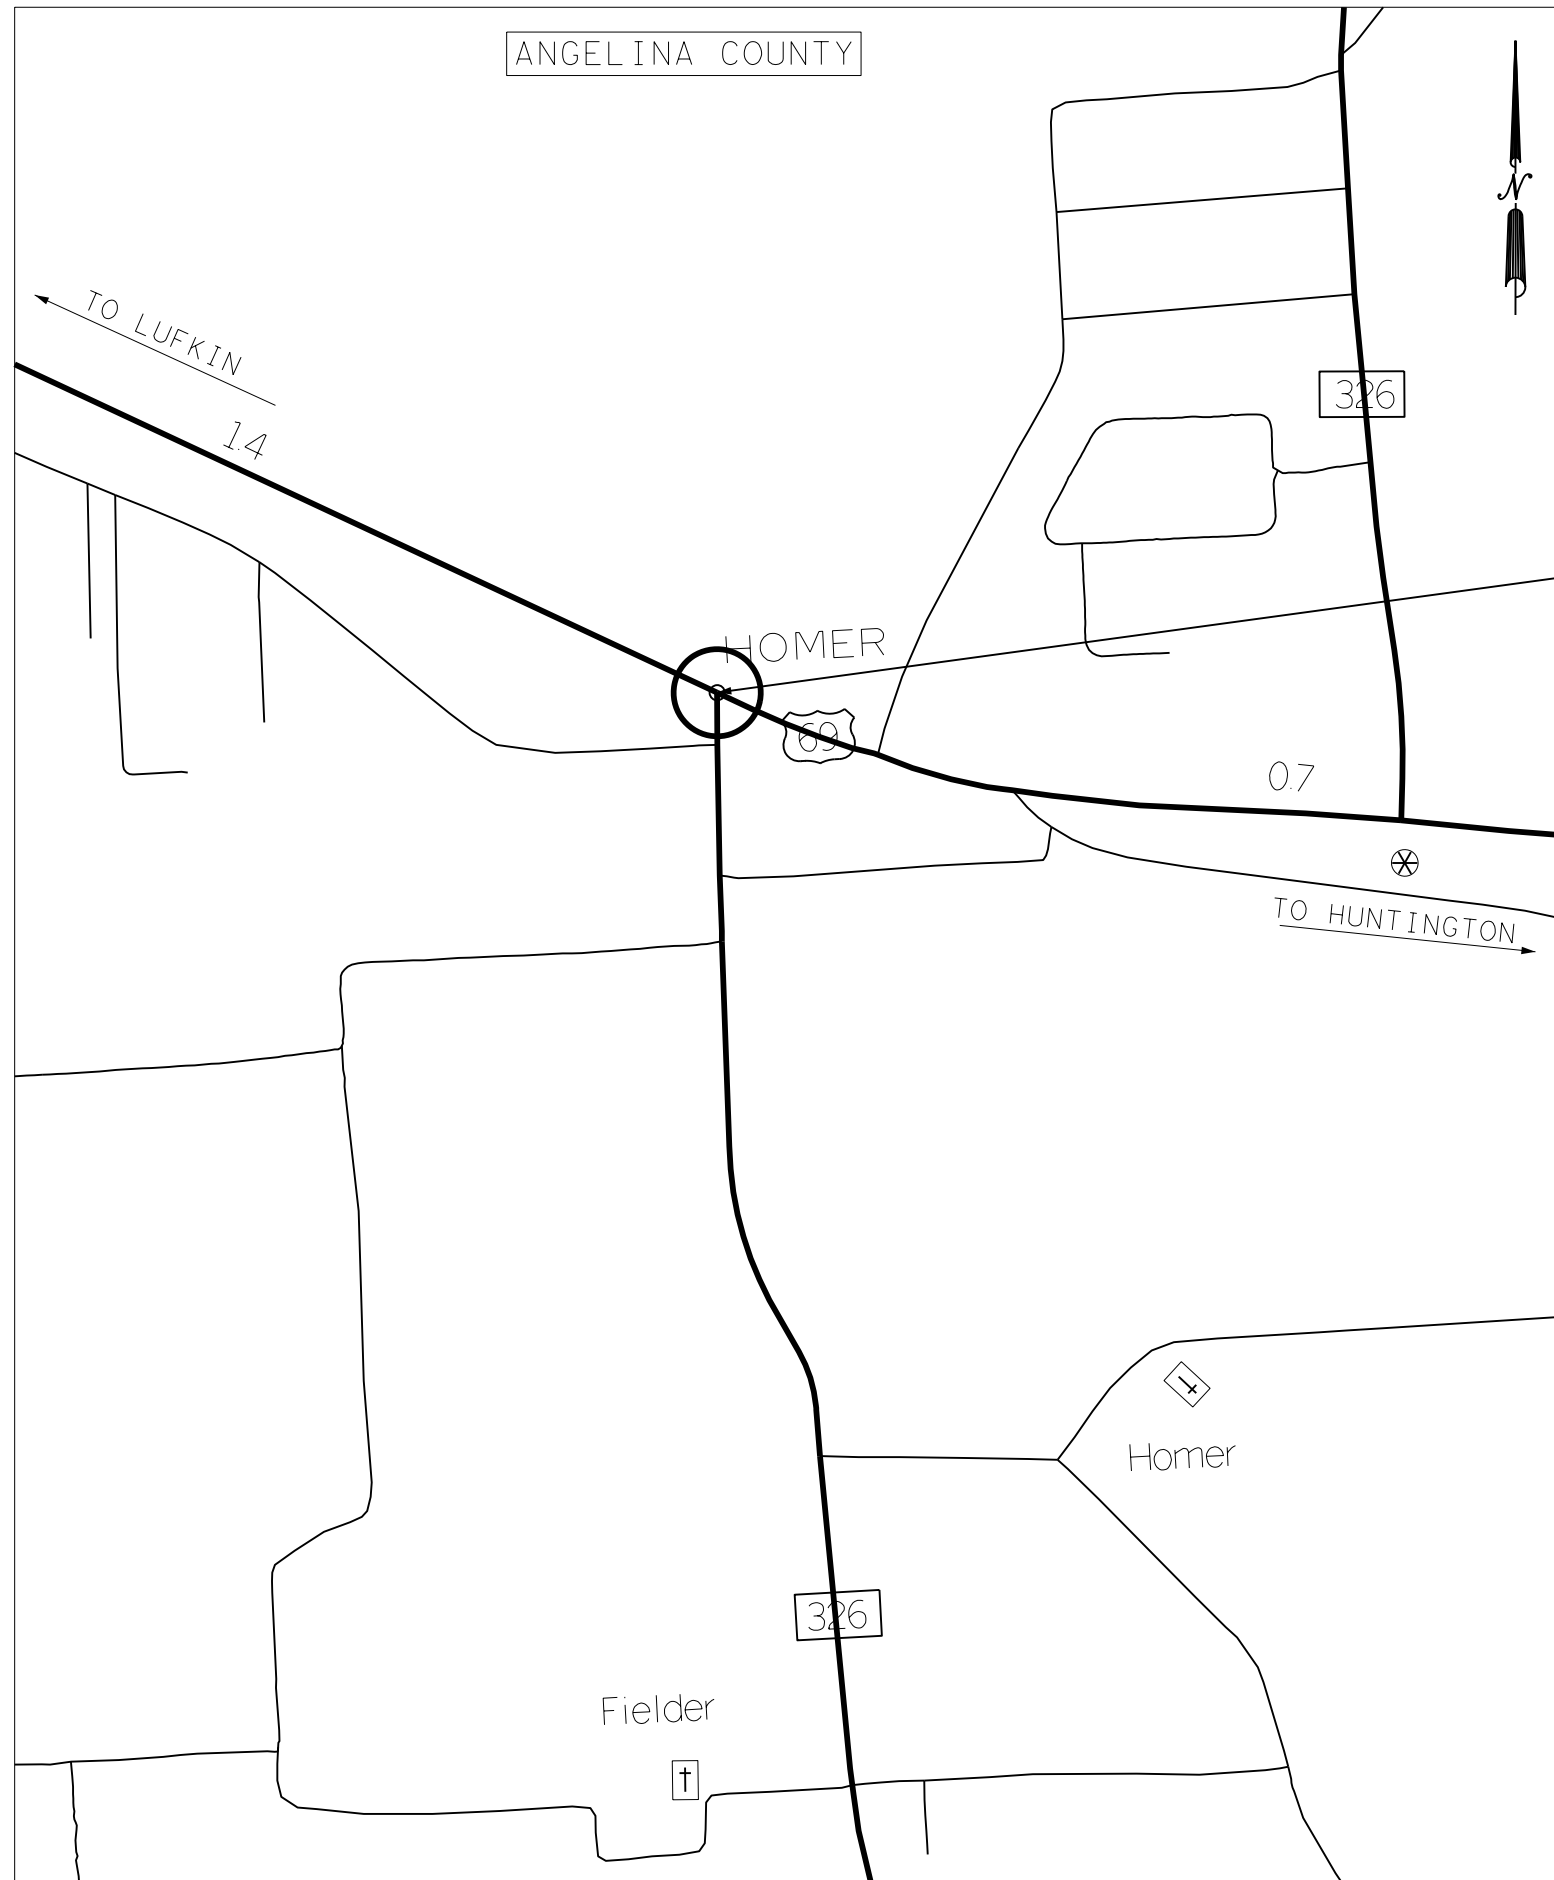 ANGELINA COUNTY
N
TO LUFKIN
1.4
326
HOMER
69
0.7
TO HUNTINGTON
Homer
326
Fielder